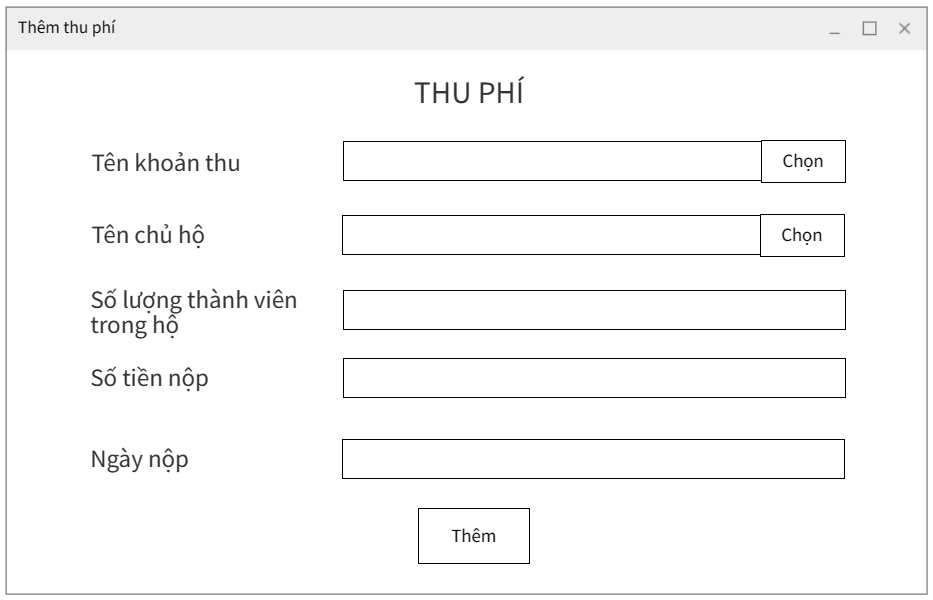 Thêm thu phí
THU PHÍ
Tên khoản thu
Chọn
Tên chủ hộ
Chọn
Số lượng thành viên
trong hộ
Số tiền nộp
Ngày nộp
Thêm